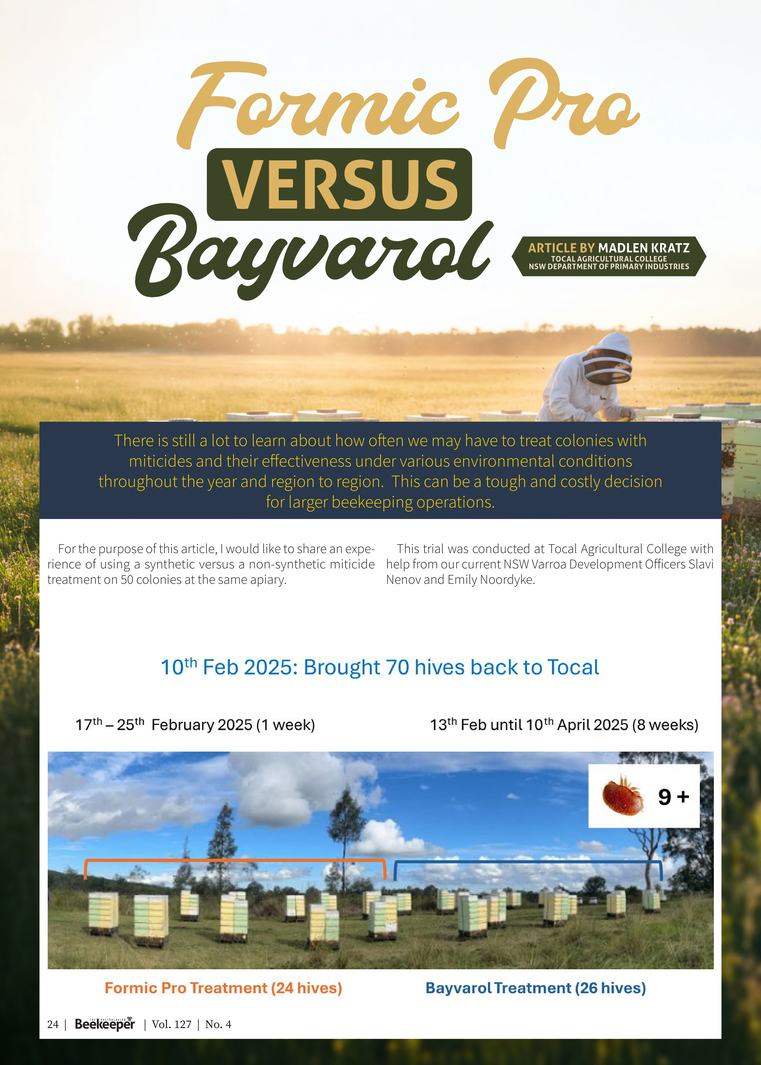 Formic Pro
VERSUS
Bayvarol
ARTICLE BY MADLEN KRATZ
TOCAL AGRICULTURAL COLLEGE
NSW DEPARTMENT OF PRIMARY INDUSTRIES
There is still a lot to learn about how often we may have to treat colonies with
miticides and their effectiveness under various environmental conditions
throughout the year and region to region.  This can be a tough and costly decision
for larger beekeeping operations.
For the purpose of this article, I would like to share an expe-
rience of using a synthetic versus a non-synthetic miticide
treatment on 50 colonies at the same apiary.
This trial was conducted at Tocal Agricultural College with
help from our current NSW Varroa Development Officers Slavi
Nenov and Emily Noordyke.
10th Feb 2025: Brought 70 hives back to Tocal
17th – 25th February 2025 (1 week)
13th Feb until 10th April 2025 (8 weeks)
9 +
Formic Pro Treatment (24 hives)
Bayvarol Treatment (26 hives)
24 | Beekeeper | Vol. 127 | No. 4